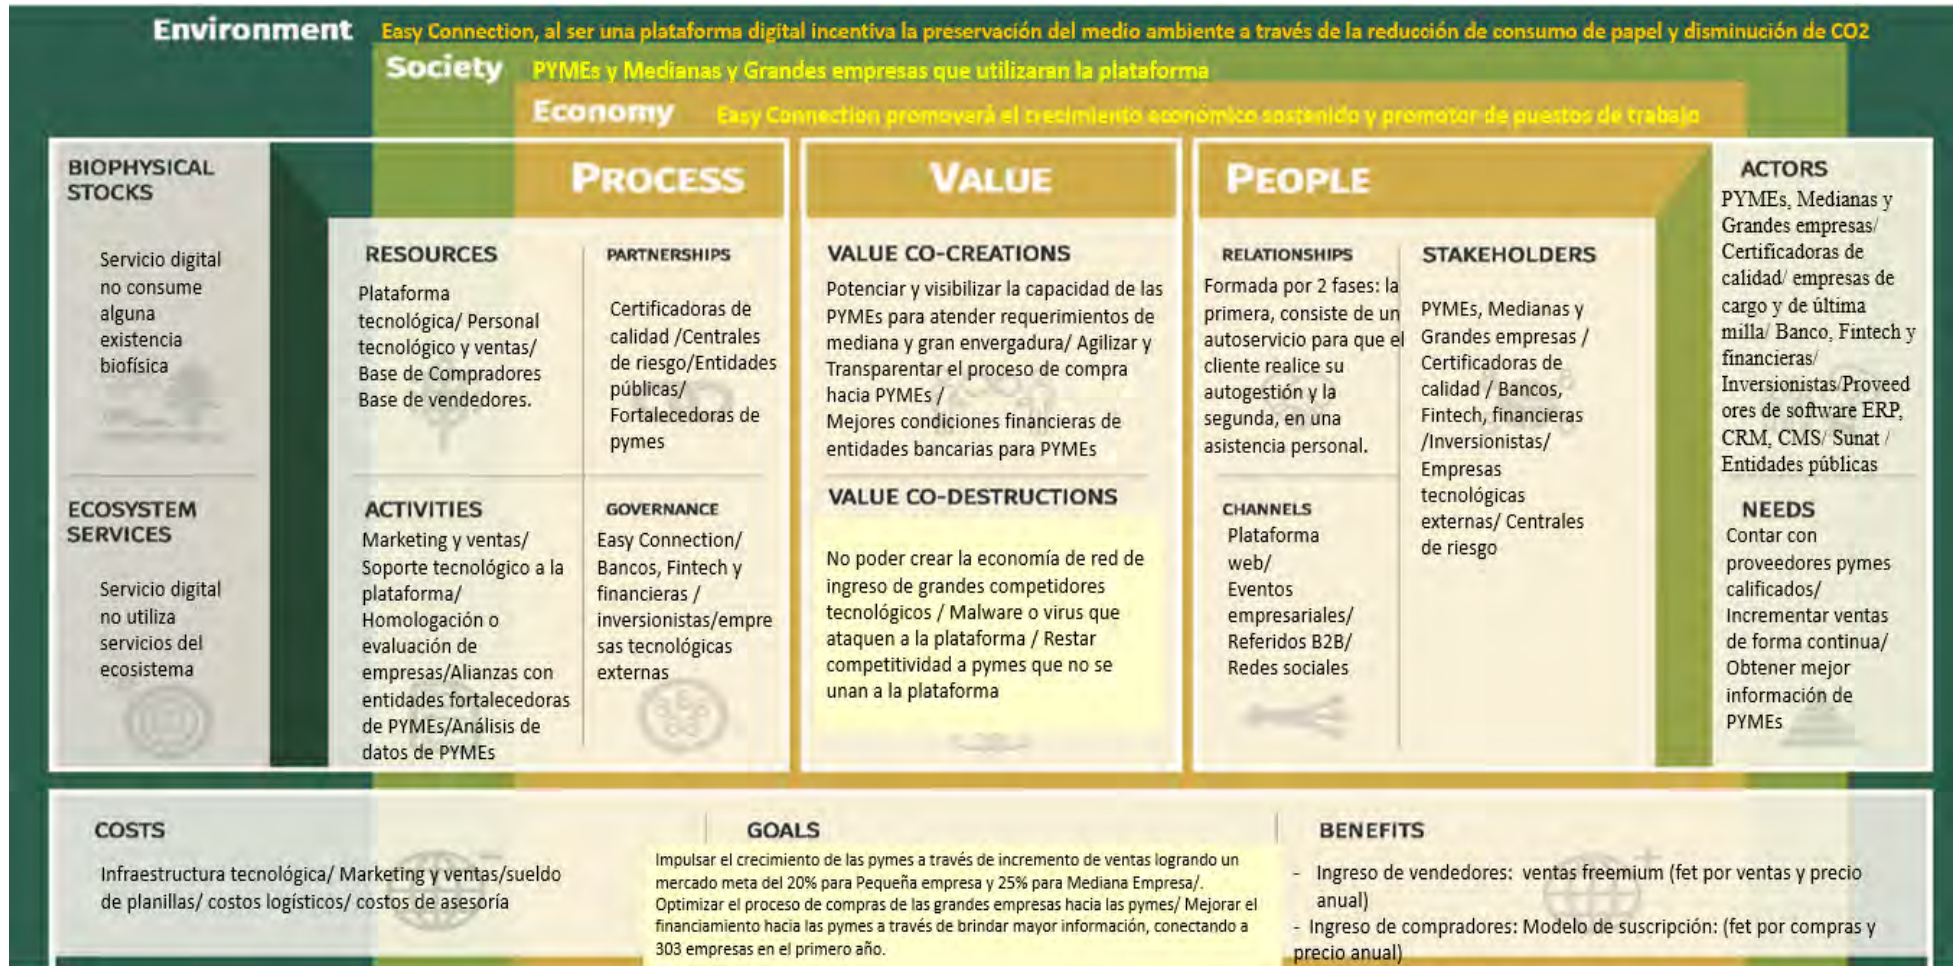 Environment Easy Connection, al ser una plataforma digital incentiva la preservación del medio ambiente a través de la reducción de consumo de papel y disminución de CO2
Society PYMEs y Medianas y Grandes empresas que utilizaran la plataforma
Economy Easy Connection promoverá el crecimiento económico sostenido y promotor de puestos de trabajo
BIOPHYSICAL
STOCKS
Servicio digital
no consume
alguna
existencia
biofísica
ECOSYSTEM
SERVICES
Servicio digital
no utiliza
servicios del
ecosistema
PROCESS
RESOURCES
Plataforma
tecnológica/ Personal
tecnológico y ventas/
Base de Compradores
Base de vendedores.
PARTNERSHIPS
Certificadoras de
calidad /Centrales
de riesgo/Entidades
públicas/
Fortalecedoras de
pymes
ACTIVITIES
Marketing y ventas/
Soporte tecnológico a la
plataforma/
Homologación o
evaluación de
empresas/Alianzas con
entidades fortalecedoras
de PYMEs/Análisis de
datos de PYMEs
GOVERNANCE
Easy Connection/
Bancos, Fintech y
financieras /
inversionistas/empre
sas tecnológicas
externas
VALUE
VALUE CO-CREATIONS
Potenciar y visibilizar la capacidad de las
PYMEs para atender requerimientos de
mediana y gran envergadura/ Agilizar y
Transparentar el proceso de compra
hacia PYMEs /
Mejores condiciones financieras de
entidades bancarias para PYMEs
VALUE CO-DESTRUCTIONS
No poder crear la economía de red de
ingreso de grandes competidores
tecnológicos / Malware o virus que
ataquen a la plataforma / Restar
competitividad a pymes que no se
unan a la plataforma
PEOPLE
RELATIONSHIPS
Formada por 2 fases: la
primera, consiste de un
autoservicio para que el
cliente realice su
autogestión y la
segunda, en una
asistencia personal.
STAKEHOLDERS
PYMEs, Medianas y
Grandes empresas /
Certificadoras de
calidad / Bancos,
Fintech, financieras
/Inversionistas/
Empresas
tecnológicas
externas/ Centrales
de riesgo
CHANNELS
Plataforma
web/
Eventos
empresariales/
Referidos B2B/
Redes sociales
ACTORS
PYMEs, Medianas y
Grandes empresas/
Certificadoras de
calidad/ empresas de
cargo y de última
milla/ Banco, Fintech y
financieras/
Inversionistas/Proveed
ores de software ERP,
CRM, CMS/ Sunat /
Entidades públicas
NEEDS
Contar con
proveedores pymes
calificados/
Incrementar ventas
de forma continua/
Obtener mejor
información de
PYMEs
COSTS
Infraestructura tecnológica/ Marketing y ventas/sueldo
de planillas/ costos logísticos/ costos de asesoría
GOALS
Impulsar el crecimiento de las pymes a través de incremento de ventas logrando un
mercado meta del 20% para Pequeña empresa y 25% para Mediana Empresa/.
Optimizar el proceso de compras de las grandes empresas hacia las pymes/ Mejorar el
financiamiento hacia las pymes a través de brindar mayor información, conectando a
303 empresas en el primero año.
BENEFITS
- Ingreso de vendedores: ventas freemium (fet por ventas y precio
anual)
- Ingreso de compradores: Modelo de suscripción: (fet por compras y
precio anual)